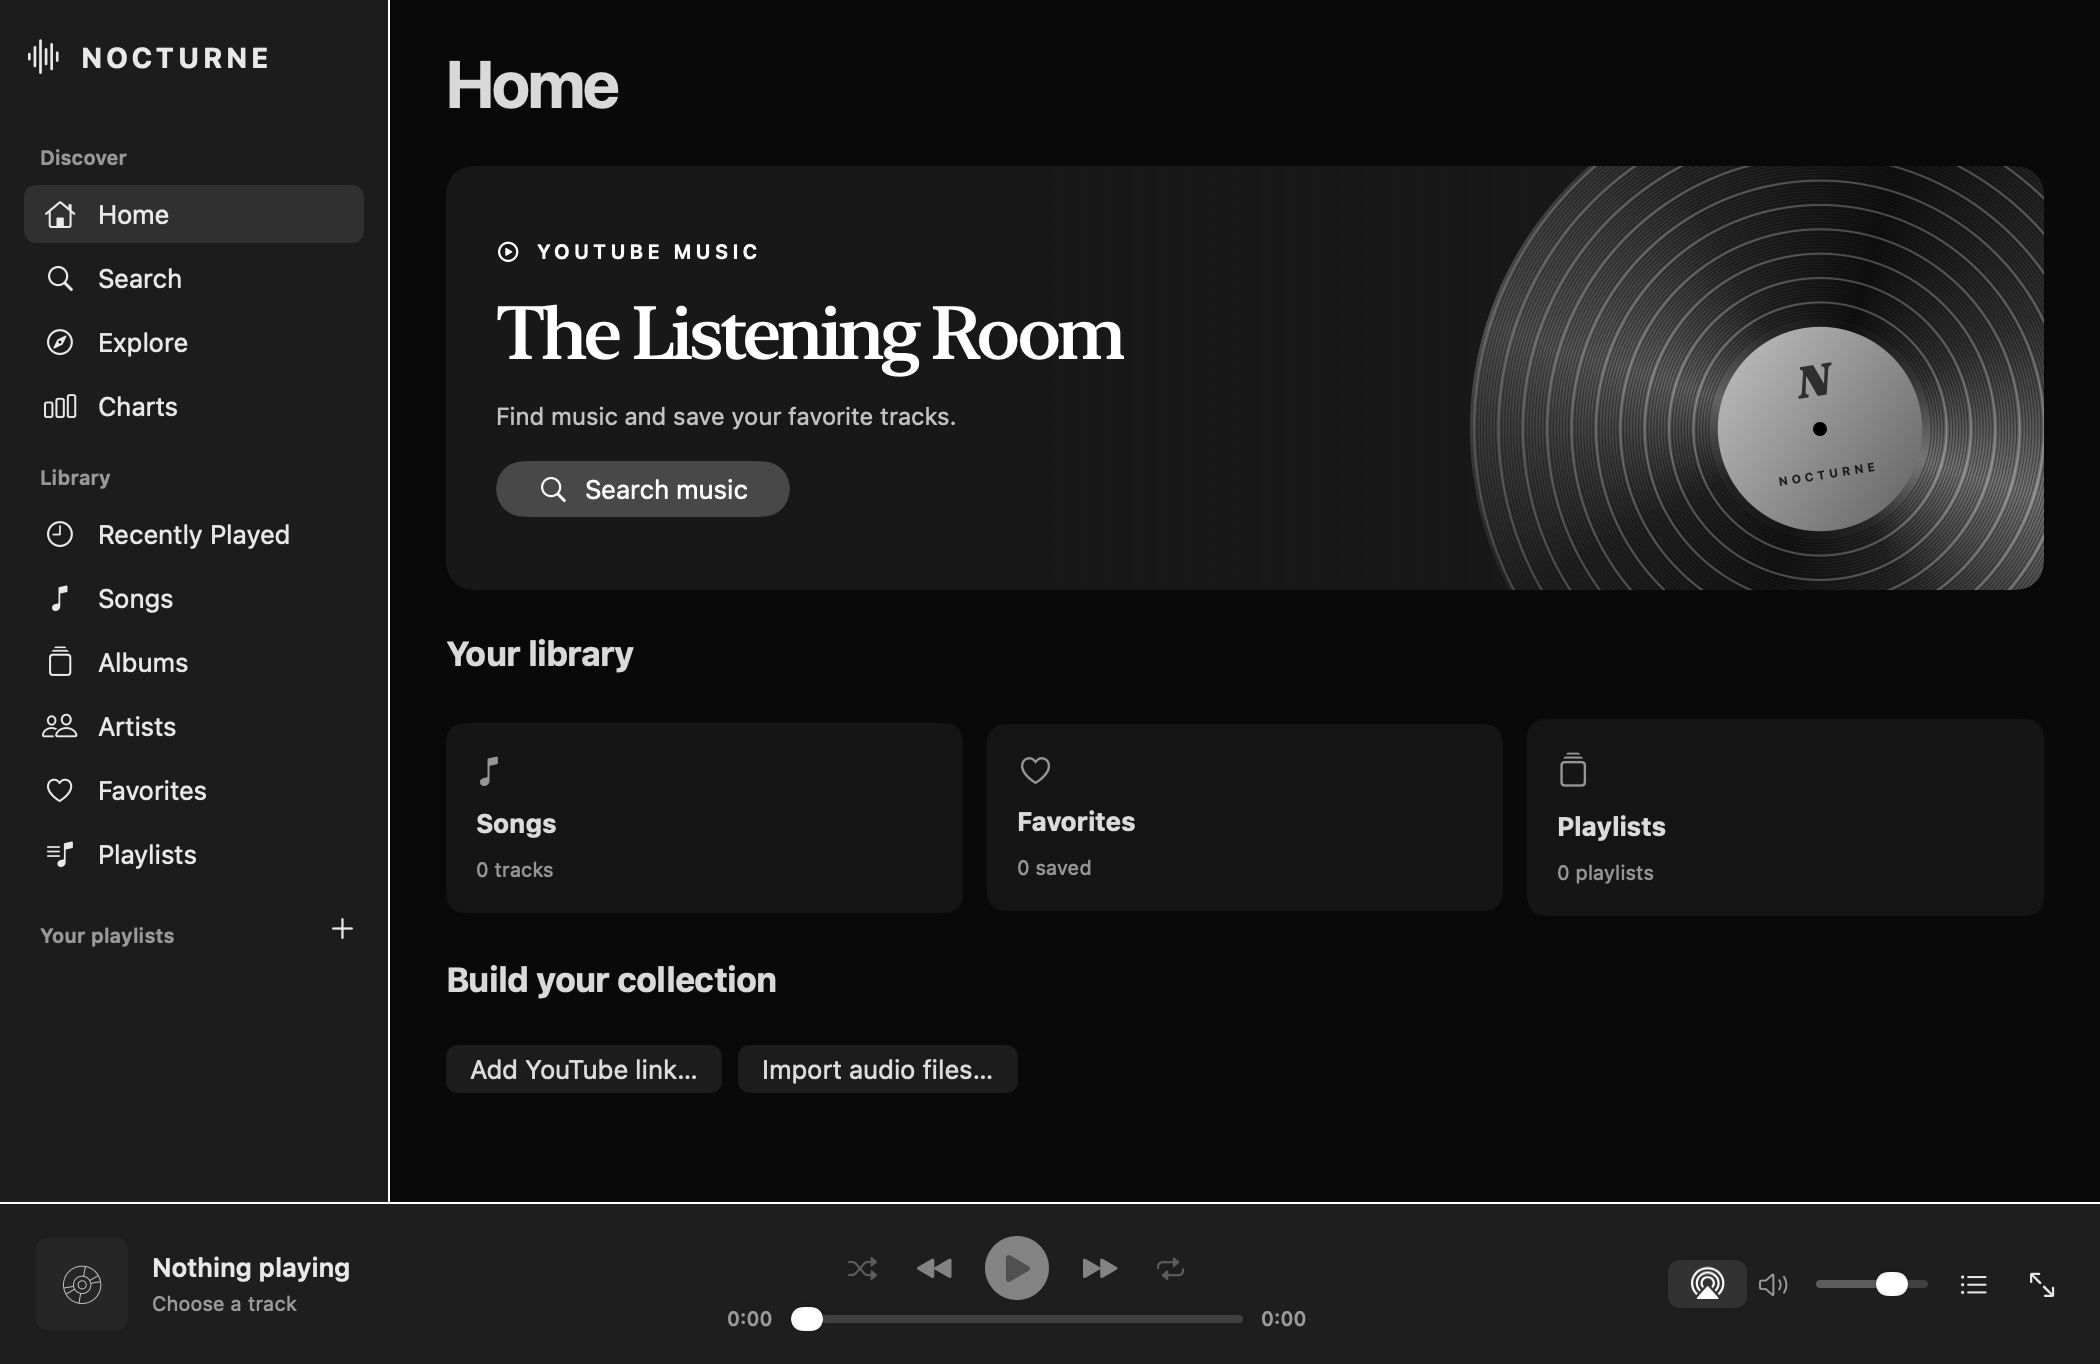 NOCTURNE
Discover
Home
Search
Explore
Charts
Library
Recently Played
Songs
Albums
Artists
Favorites
Playlists
Your playlists
Home
YOUTUBE MUSIC
The Listening Room
Find music and save your favorite tracks.
Search music
N
NOCTURNE
Your library
Songs
0 tracks
Favorites
0 saved
Playlists
0 playlists
Build your collection
Add YouTube link...
Import audio files...
Nothing playing
Choose a track
0:00
0:00